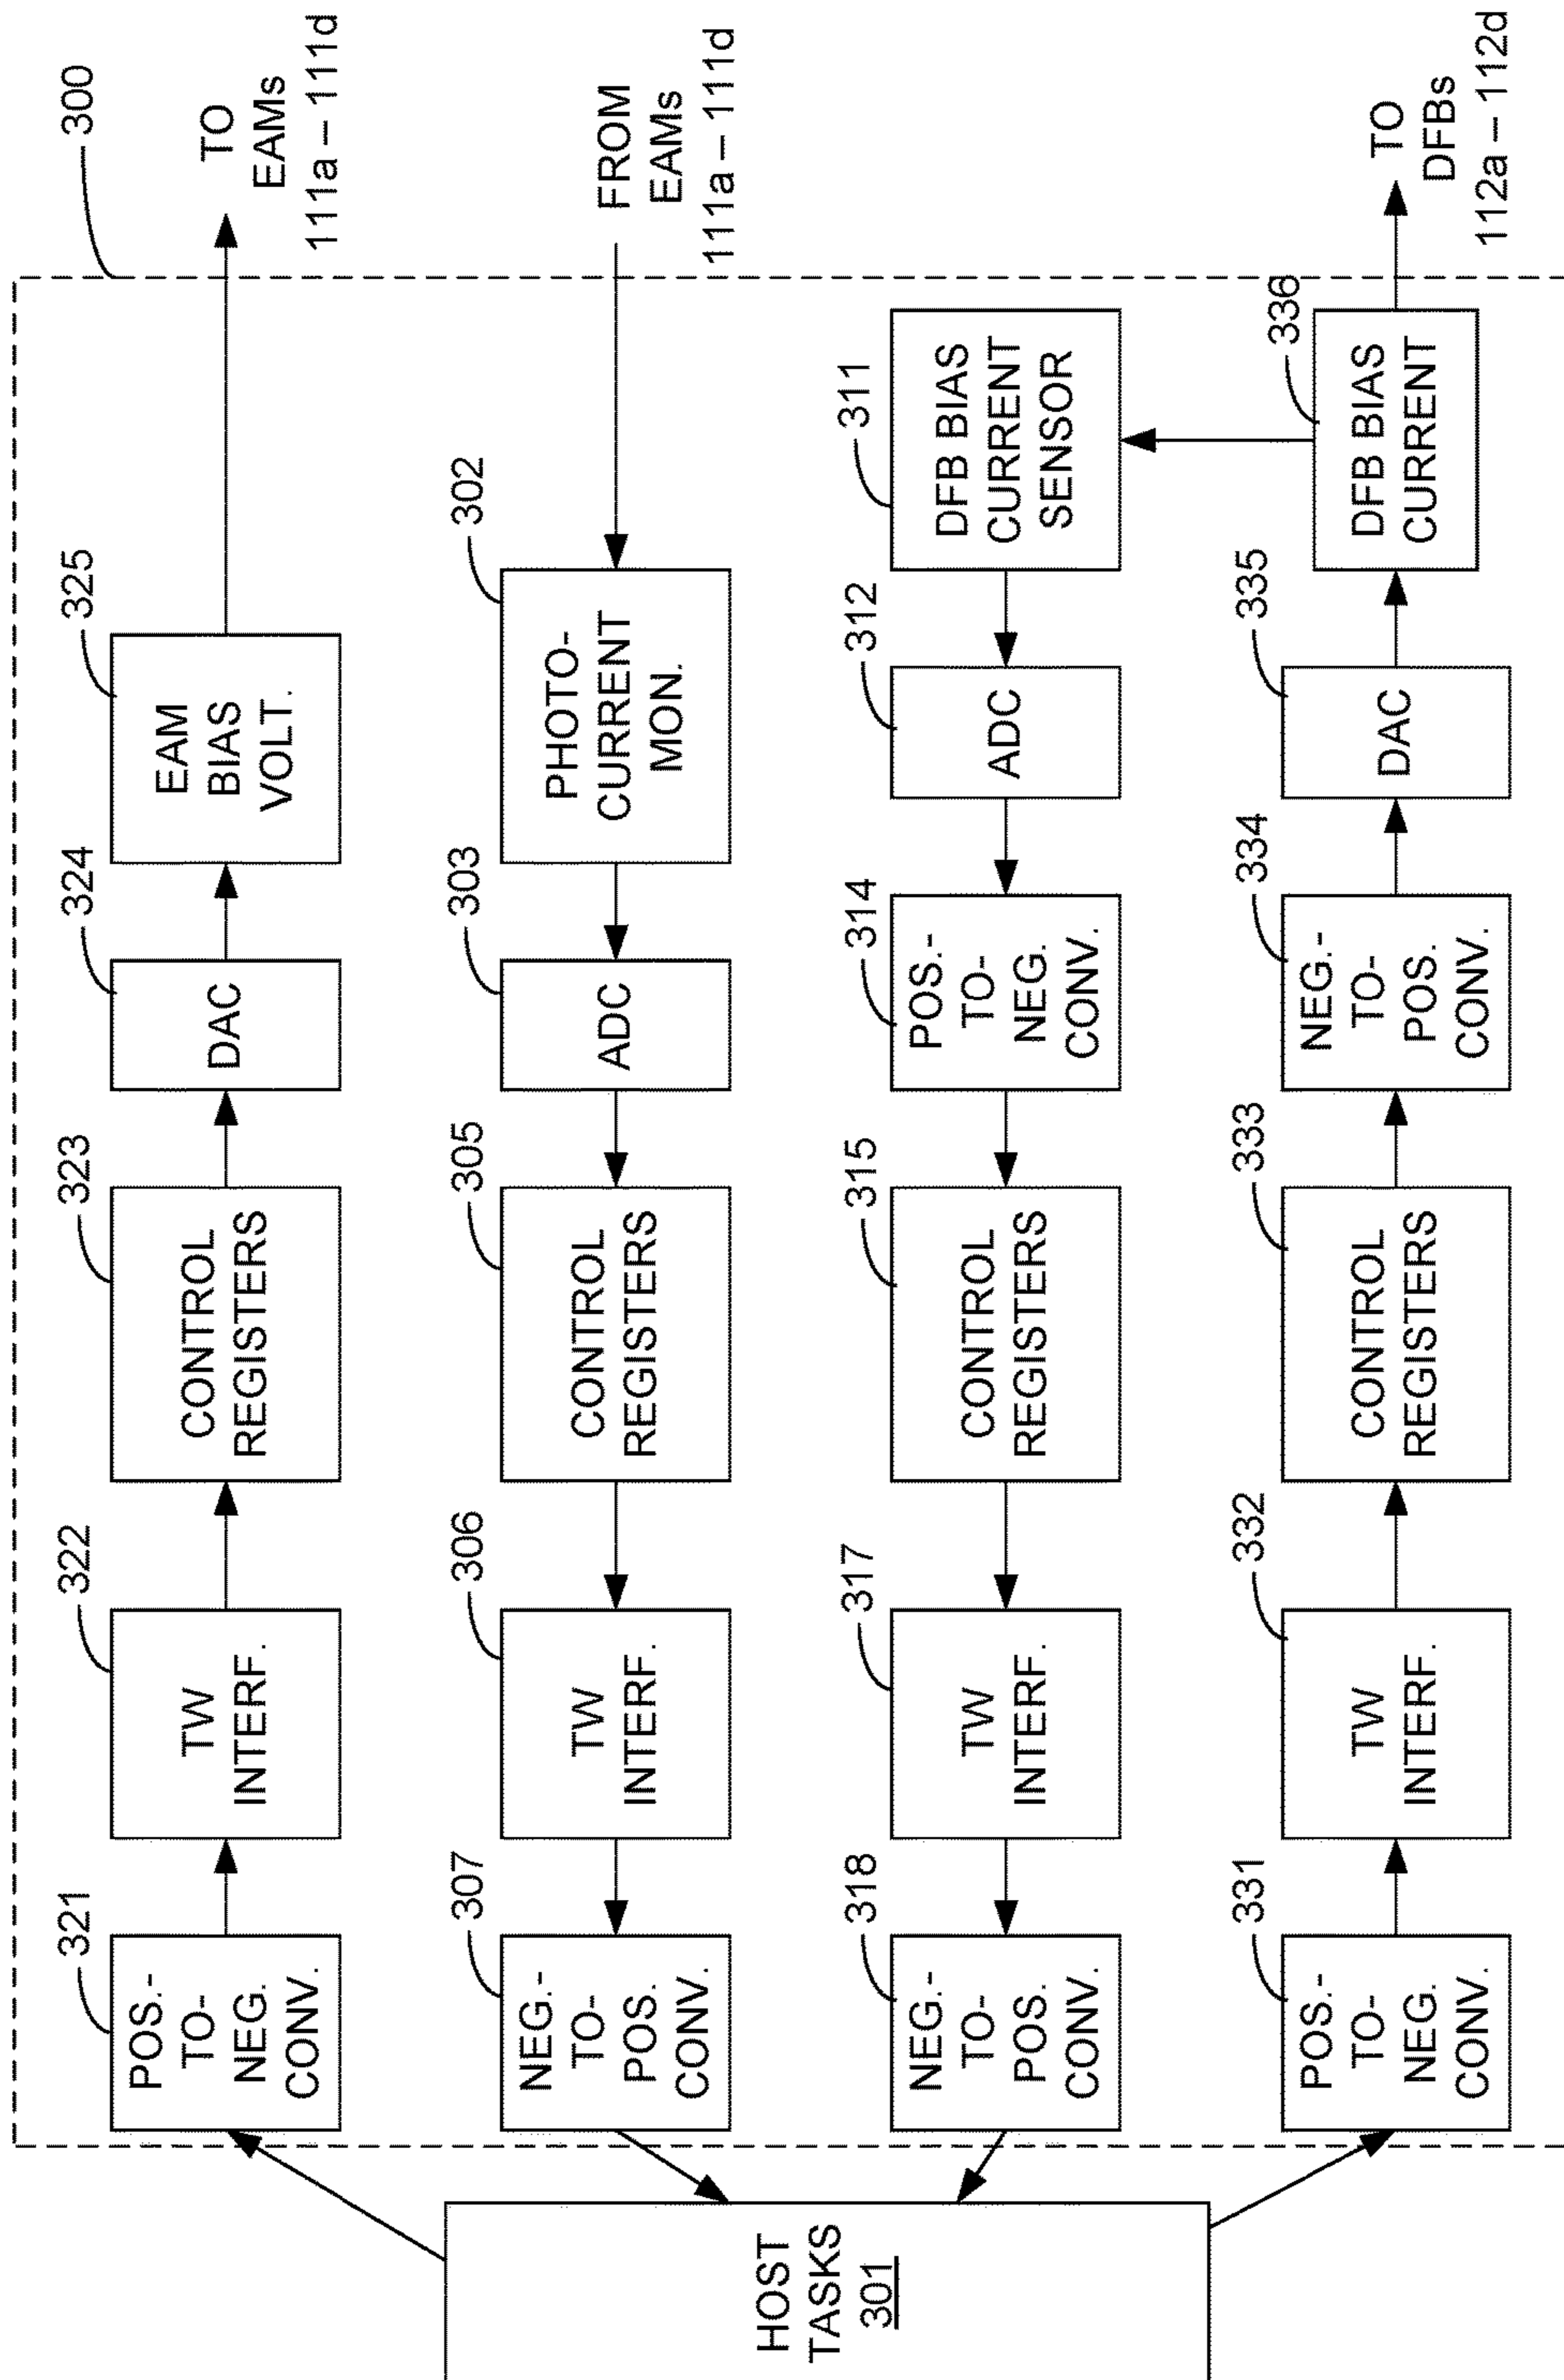 300
325
EAM
BIAS
VOLT.
TO
EAMs
111a – 111d
324
DAC
323
CONTROL
REGISTERS
322
TW
INTERF.
321
POS.-
TO-
NEG.
CONV.
302
PHOTO-
CURRENT
MON.
FROM
EAMs
111a – 111d
303
ADC
305
CONTROL
REGISTERS
306
TW
INTERF.
307
NEG.-
TO-
POS.
CONV.
311
DFB BIAS
CURRENT
SENSOR
312
ADC
314
POS.-
TO-
NEG.
CONV.
315
CONTROL
REGISTERS
317
TW
INTERF.
318
NEG.-
TO-
POS.
CONV.
336
DFB BIAS
CURRENT
TO
DFBs
112a – 112d
335
DAC
334
NEG.-
TO-
POS.
CONV.
333
CONTROL
REGISTERS
332
TW
INTERF.
331
POS.-
TO-
NEG.
CONV.
HOST
TASKS
301